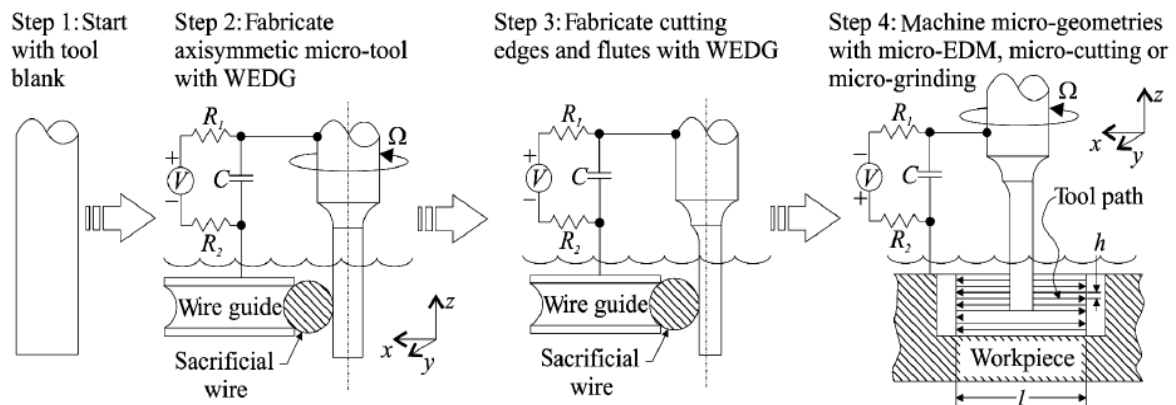 Step 1: Start
with tool
blank
Step 2: Fabricate
axisymmetic micro-tool
with WEDG
R1
+
V
−
C
R2
Ω
Wire guide
Sacrificial
wire
z
x
y
Step 3: Fabricate cutting
edges and flutes with WEDG
R1
+
V
−
C
R2
Wire guide
Sacrificial
wire
Step 4: Machine micro-geometries
with micro-EDM, micro-cutting or
micro-grinding
R1
−
V
+
C
R2
Ω
z
x
y
Tool path
h
Workpiece
l